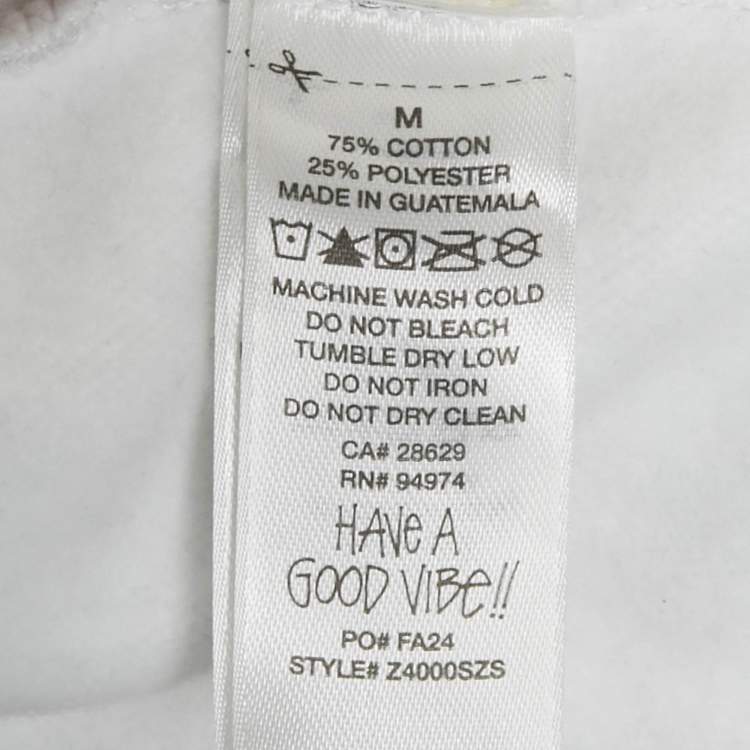 M
75% COTTON
25% POLYESTER
MADE IN GUATEMALA
MACHINE WASH COLD
DO NOT BLEACH
TUMBLE DRY LOW
DO NOT IRON
DO NOT DRY CLEAN
CA# 28629
RN# 94974
HAVe A
GOOD VIBe!!
PO# FA24
STYLE# Z4000SZS